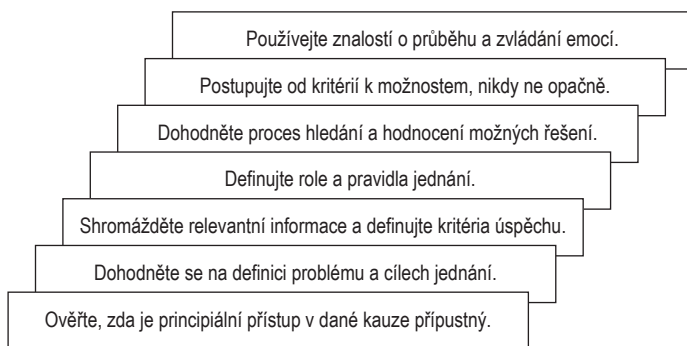 Používejte znalostí o průběhu a zvládání emocí.
Postupujte od kritérií k možnostem, nikdy ne opačně.
Dohodněte proces hledání a hodnocení možných řešení.
Definujte role a pravidla jednání.
Shromážděte relevantní informace a definujte kritéria úspěchu.
Dohodněte se na definici problému a cílech jednání.
Ověřte, zda je principiální přístup v dané kauze přípustný.